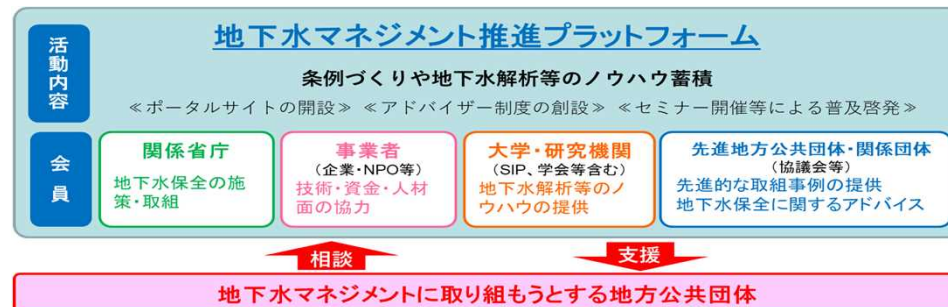 地下水マネジメント推進プラットフォーム
活動内容
条例づくりや地下水解析等のノウハウ蓄積
≪ポータルサイトの開設≫ ≪アドバイザー制度の創設≫ ≪セミナー開催等による普及啓発≫
会員
関係省庁
地下水保全の施
策・取組
事業者
(企業・NPO等)
技術・資金・人材
面の協力
大学・研究機関
(SIP、学会等含む)
地下水解析等のノ
ウハウの提供
先進地方公共団体・関係団体
(協議会等)
先進的な取組事例の提供
地下水保全に関するアドバイス
相談
支援
地下水マネジメントに取り組もうとする地方公共団体